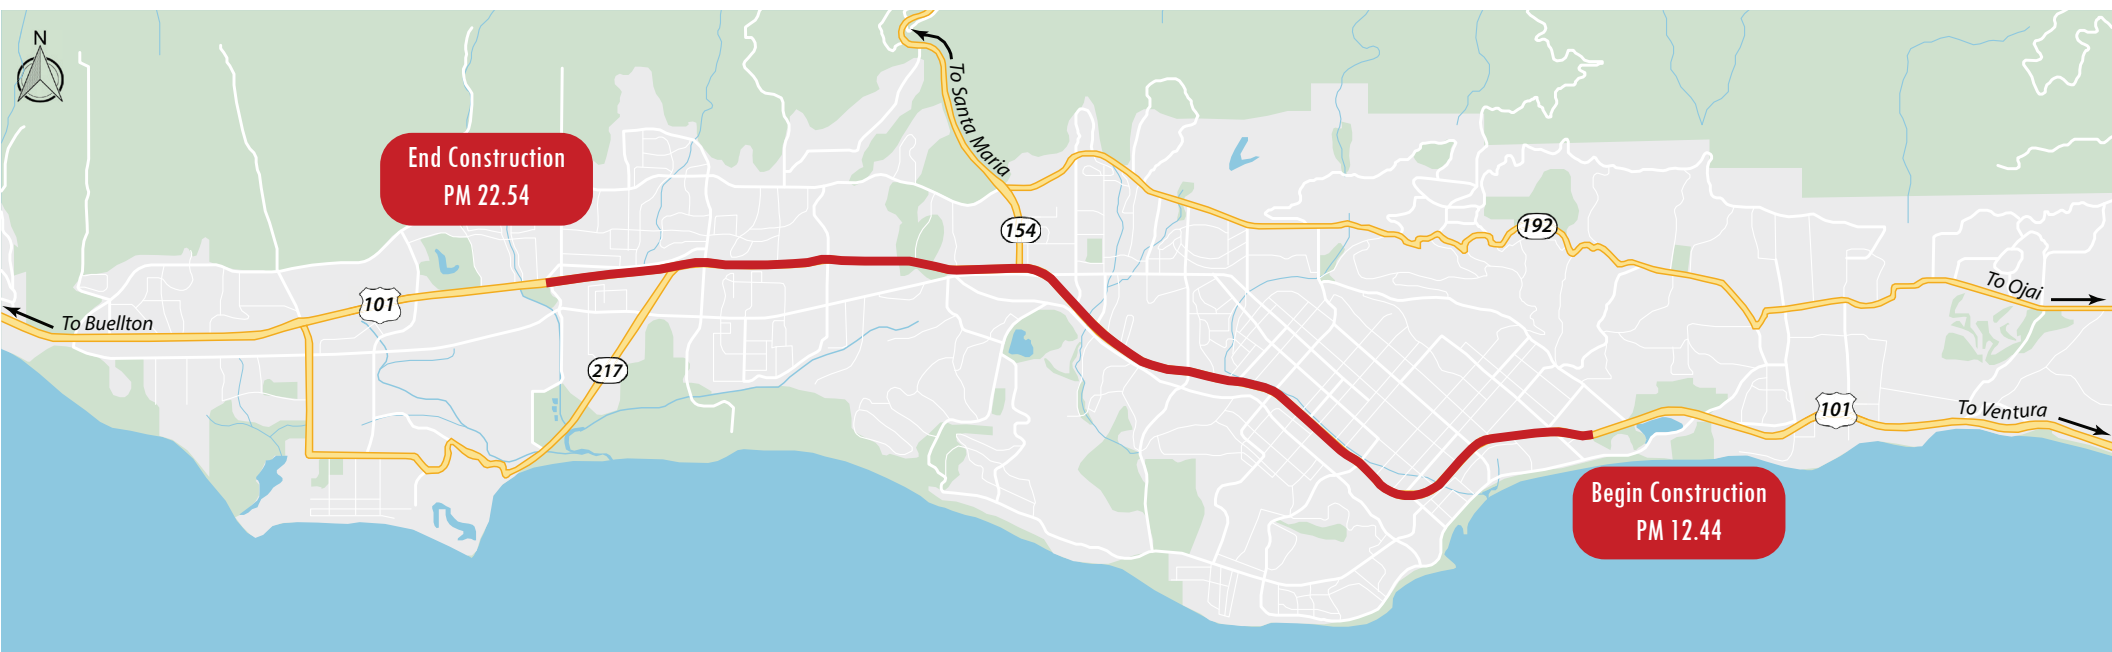 N
To Santa Maria
End Construction
PM 22.54
154
192
To Ojai
101
To Buellton
217
101
To Ventura
Begin Construction
PM 12.44